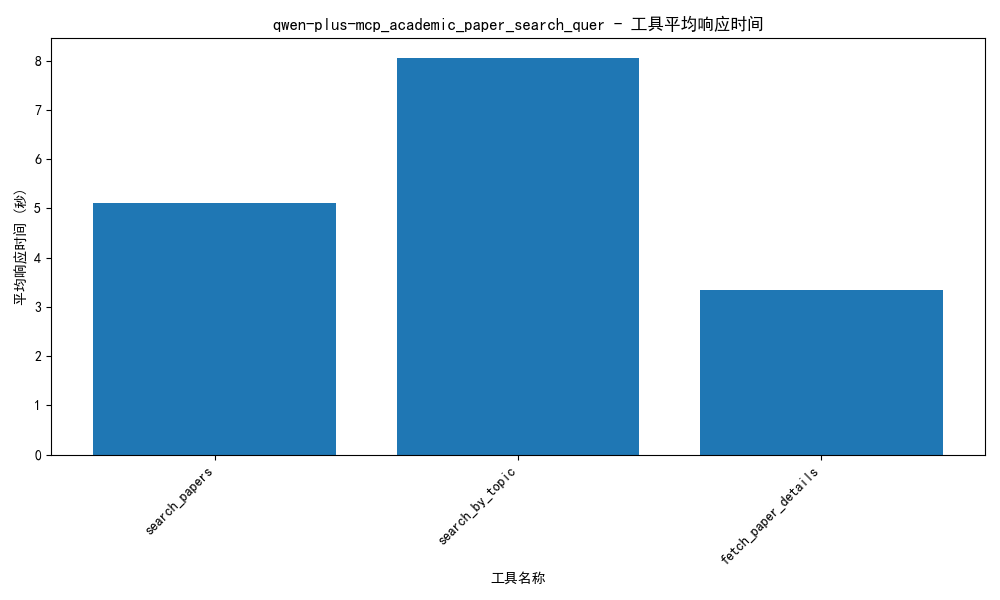 qwen-plus-mcp_academic_paper_search_quer - 工具平均响应时间
平均响应时间 (秒)
8
7
6
5
4
3
2
1
0
search_papers
search_by_topic
fetch_paper_details
工具名称